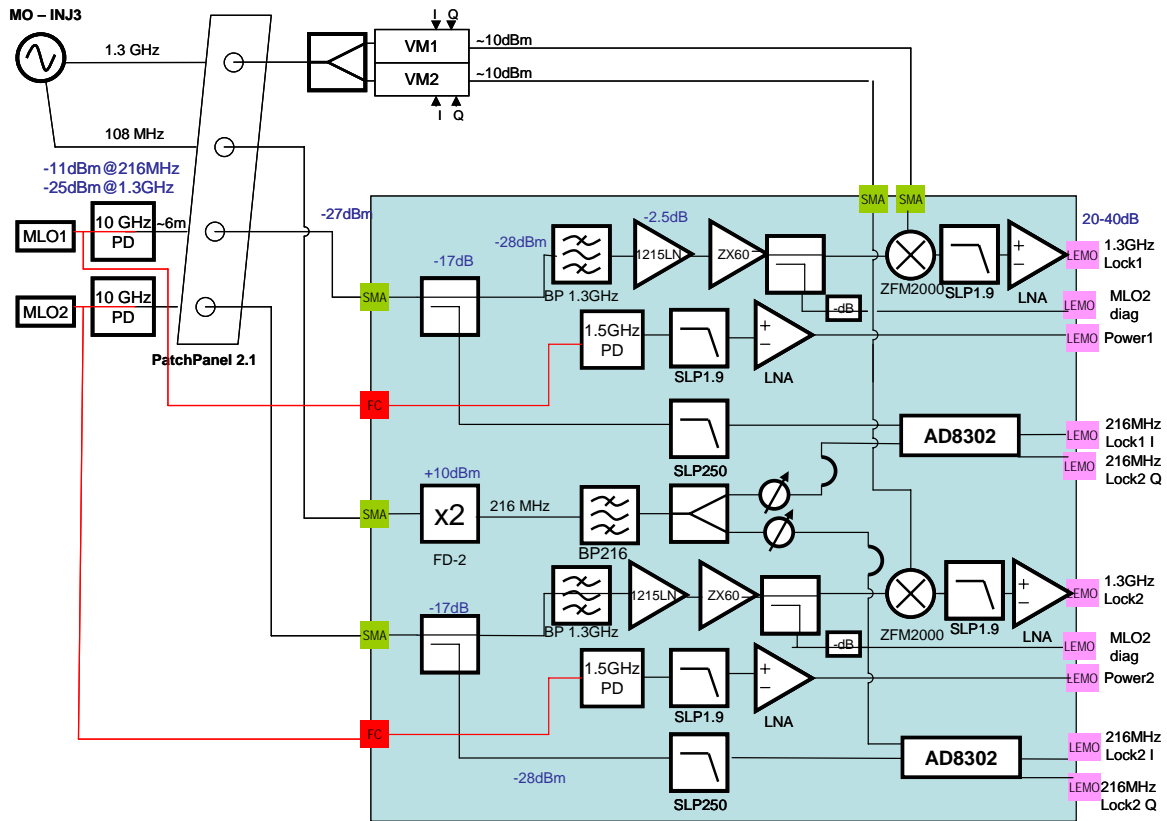 MO – INJ3
1.3 GHz
108 MHz
-11dBm@216MHz
-25dBm@1.3GHz
MLO1
10 GHz
PD
~6m
MLO2
10 GHz
PD
PatchPanel 2.1
I Q
VM1
VM2
I Q
~10dBm
~10dBm
SMA
SMA
-27dBm
SMA
-17dB
-28dBm
BP 1.3GHz
-2.5dB
1215LN
ZX60
-dB
ZFM2000
SLP1.9
LNA
20-40dB
LEMO
1.3GHz
Lock1
LEMO
MLO2
diag
LEMO
Power1
1.5GHz
PD
SLP1.9
LNA
FC
SLP250
AD8302
LEMO
216MHz
Lock1 I
LEMO
216MHz
Lock2 Q
SMA
+10dBm
x2
FD-2
216 MHz
BP216
SMA
-17dB
BP 1.3GHz
1215LN
ZX60
-dB
ZFM2000
SLP1.9
LNA
LEMO
1.3GHz
Lock2
LEMO
MLO2
diag
LEMO
Power2
1.5GHz
PD
SLP1.9
LNA
FC
-28dBm
SLP250
AD8302
LEMO
216MHz
Lock2 I
LEMO
216MHz
Lock2 Q